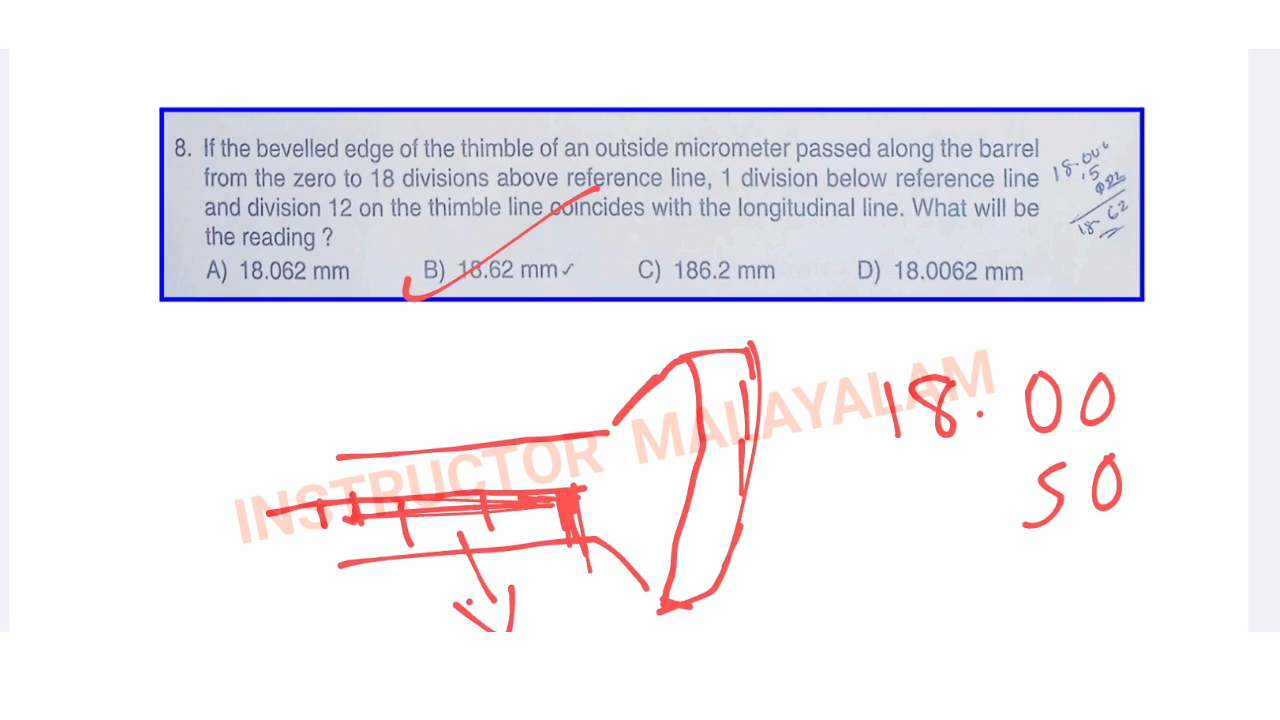 8. If the bevelled edge of the thimble of an outside micrometer passed along the barrel
from the zero to 18 divisions above reference line, 1 division below reference line
and division 12 on the thimble line coincides with the longitudinal line. What will be
the reading ?
A) 18.062 mm B) 18.62 mm ✓ C) 186.2 mm D) 18.0062 mm
18.00
.5
18.62
INSTRUCTOR MALAYALAM
18.00
50